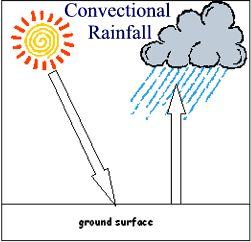 Convectional
Rainfall
ground surface